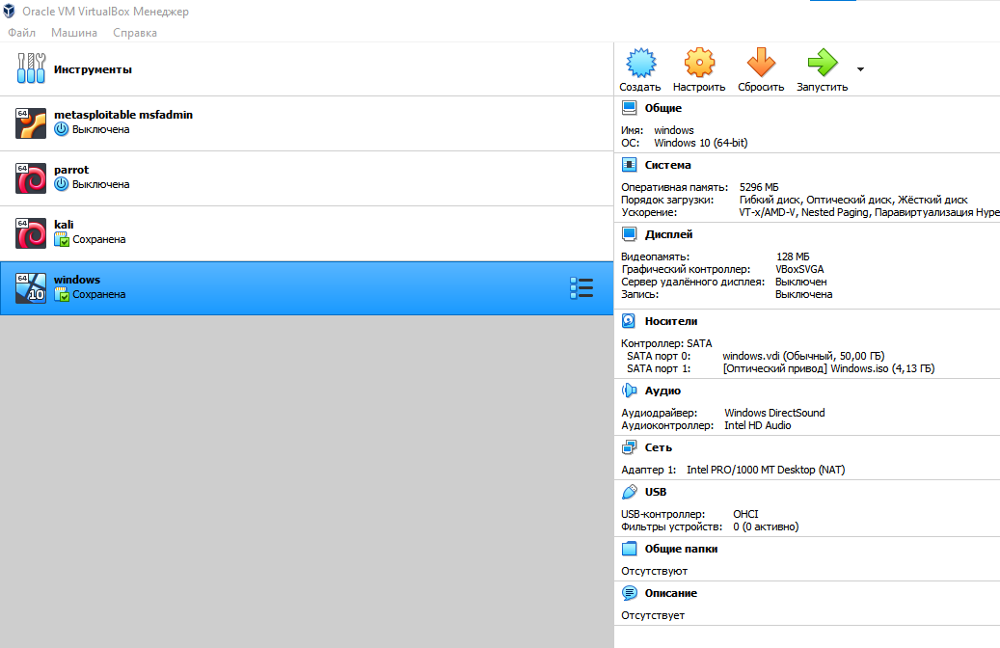 Oracle VM VirtualBox Менеджер
Файл Машина Справка
Инструменты
64
metasploitable msfadmin
Выключена
64
parrot
Выключена
64
kali
Сохранена
64
10
windows
Сохранена
Создать Настроить Сбросить Запустить
Общие
Имя: windows
ОС: Windows 10 (64-bit)
Система
Оперативная память: 5296 МБ
Порядок загрузки: Гибкий диск, Оптический диск, Жёсткий диск
Ускорение: VT-x/AMD-V, Nested Paging, Паравиртуализация Hype
Дисплей
Видеопамять: 128 МБ
Графический контроллер: VBoxSVGA
Сервер удалённого дисплея: Выключен
Запись: Выключена
Носители
Контроллер: SATA
SATA порт 0: windows.vdi (Обычный, 50,00 ГБ)
SATA порт 1: [Оптический привод] Windows.iso (4,13 ГБ)
Аудио
Аудиодрайвер: Windows DirectSound
Аудиоконтроллер: Intel HD Audio
Сеть
Адаптер 1: Intel PRO/1000 MT Desktop (NAT)
USB
USB-контроллер: OHCI
Фильтры устройств: 0 (0 активно)
Общие папки
Отсутствуют
Описание
Отсутствует